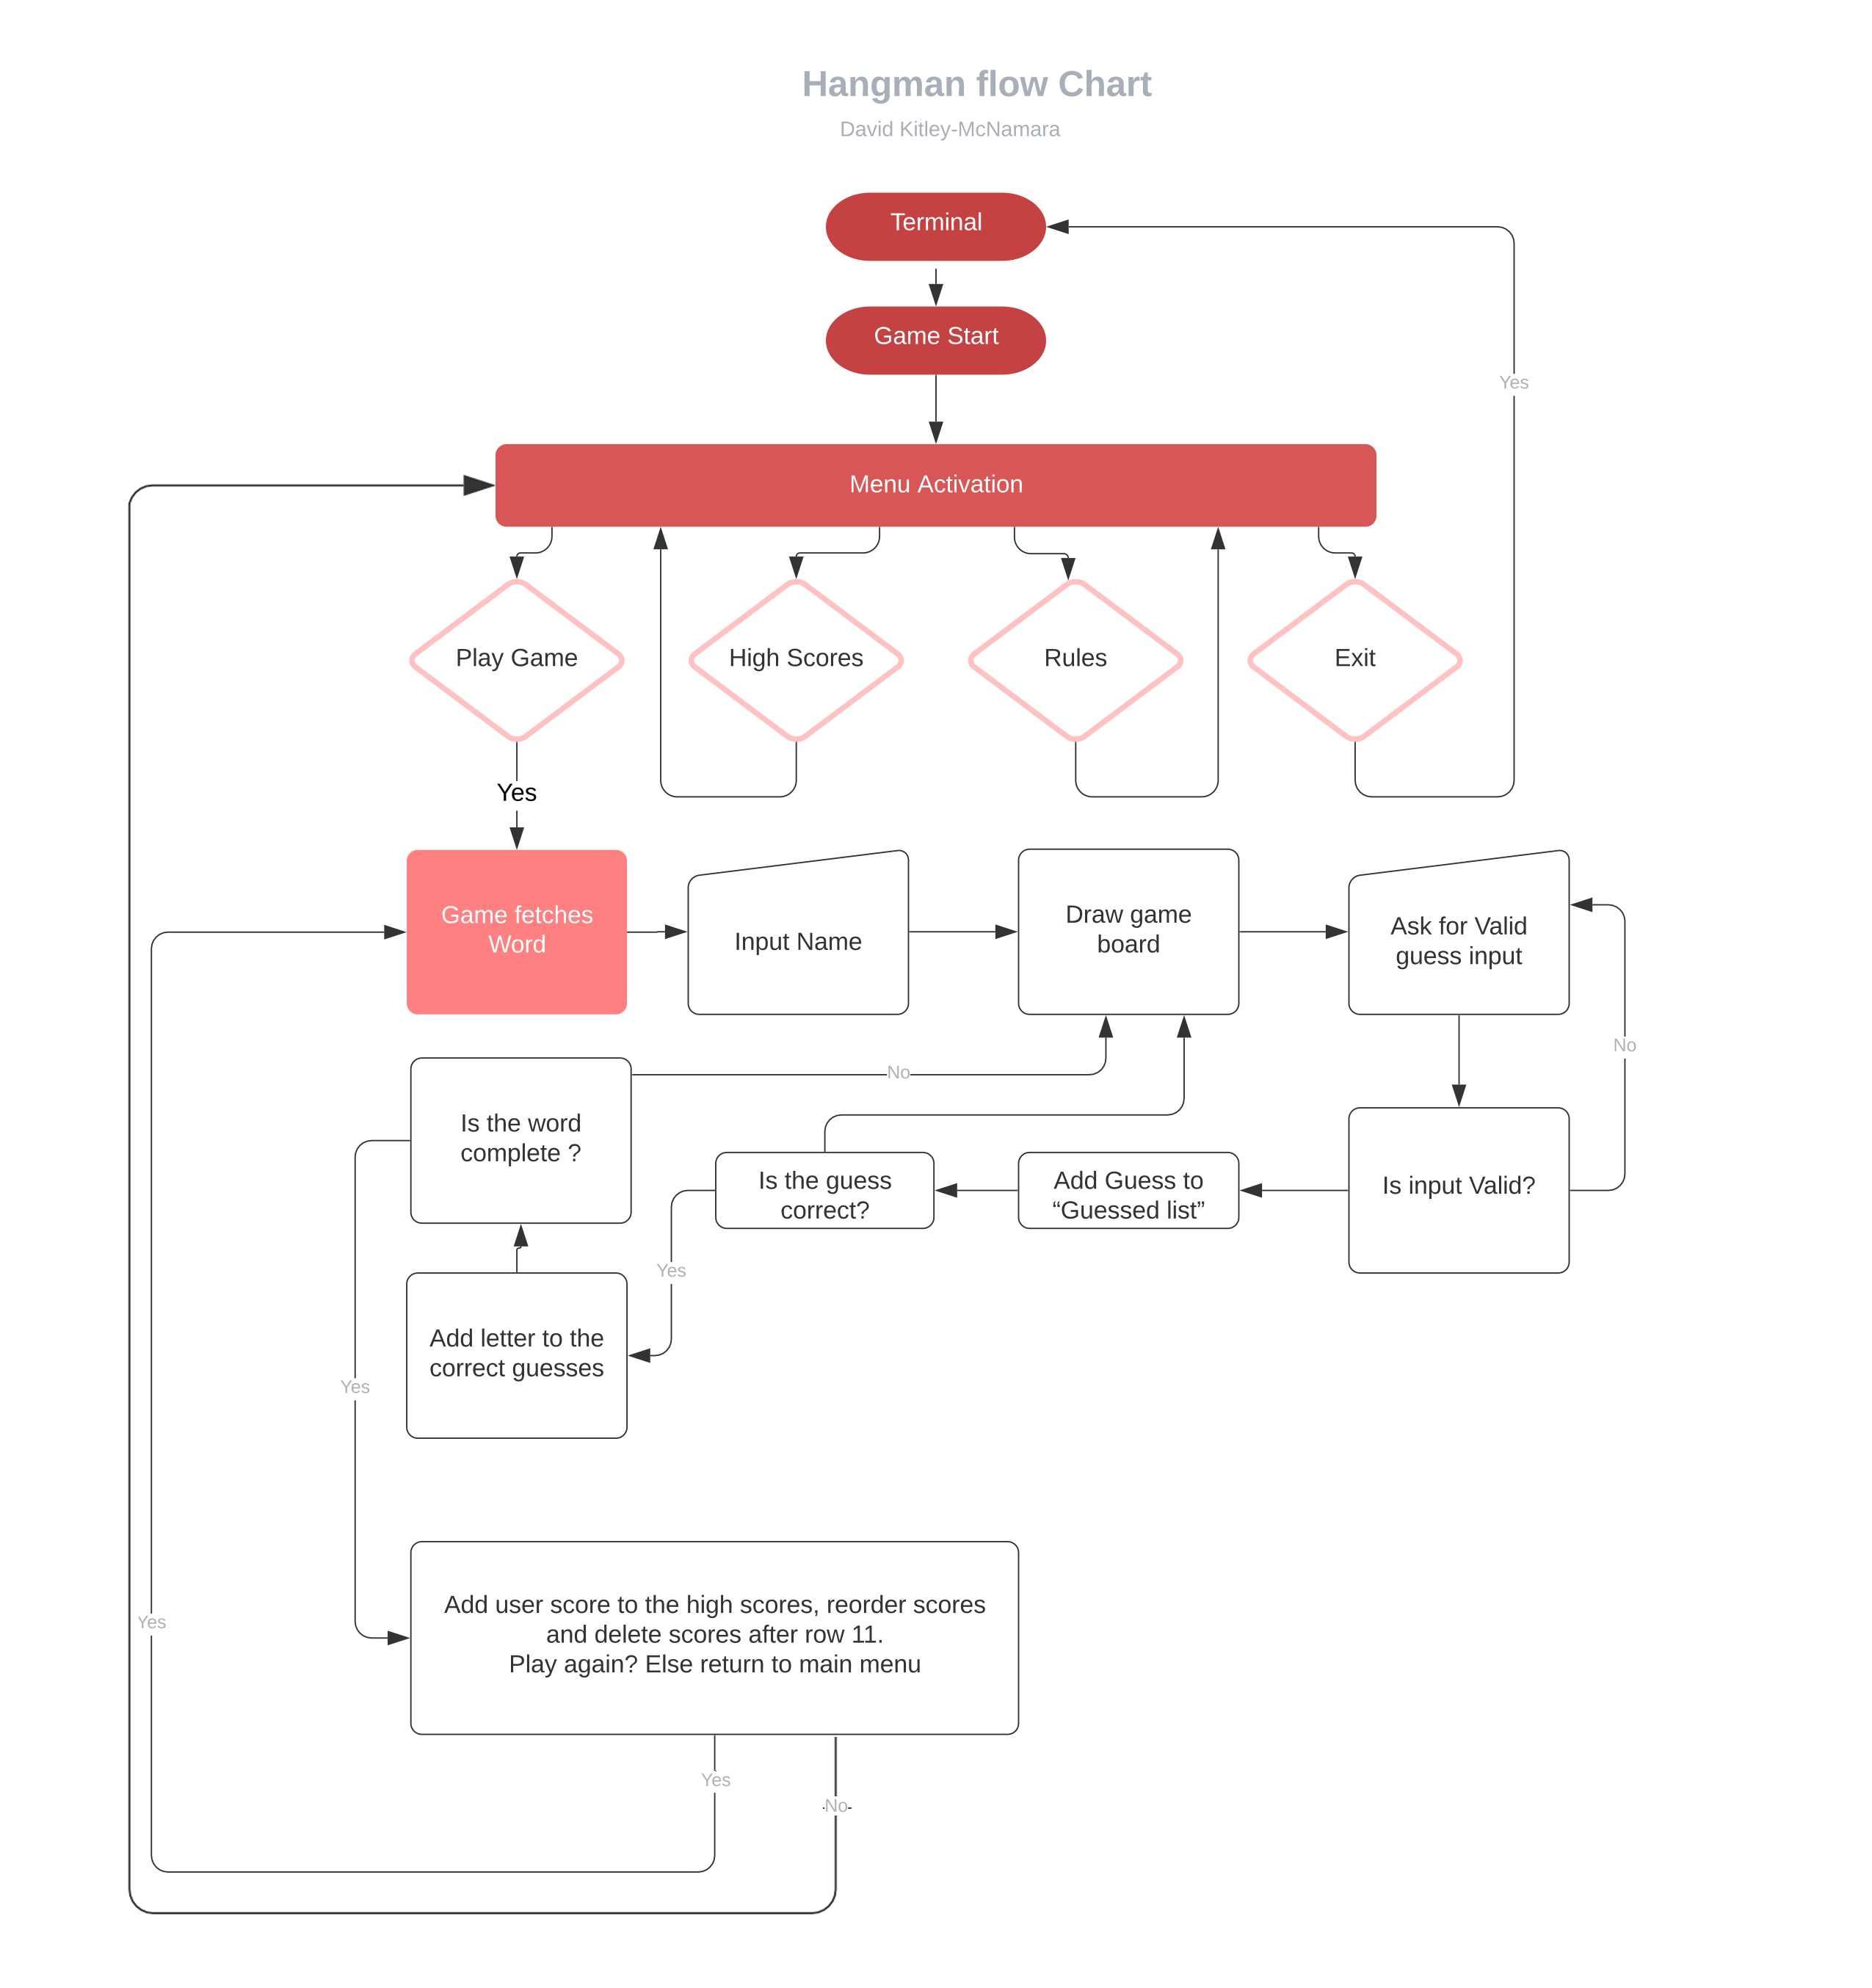 Hangman flow Chart
David Kitley-McNamara
Terminal
Game Start
Yes
Menu Activation
Play Game
High Scores
Rules
Exit
Yes
Game fetches
Word
Input Name
Draw game
board
Ask for Valid
guess input
No
No
Is the word
complete ?
Is the guess
correct?
Add Guess to
“Guessed list”
Is input Valid?
Yes
Add letter to the
correct guesses
Yes
Add user score to the high scores, reorder scores
and delete scores after row 11.
Play again? Else return to main menu
Yes
Yes
No